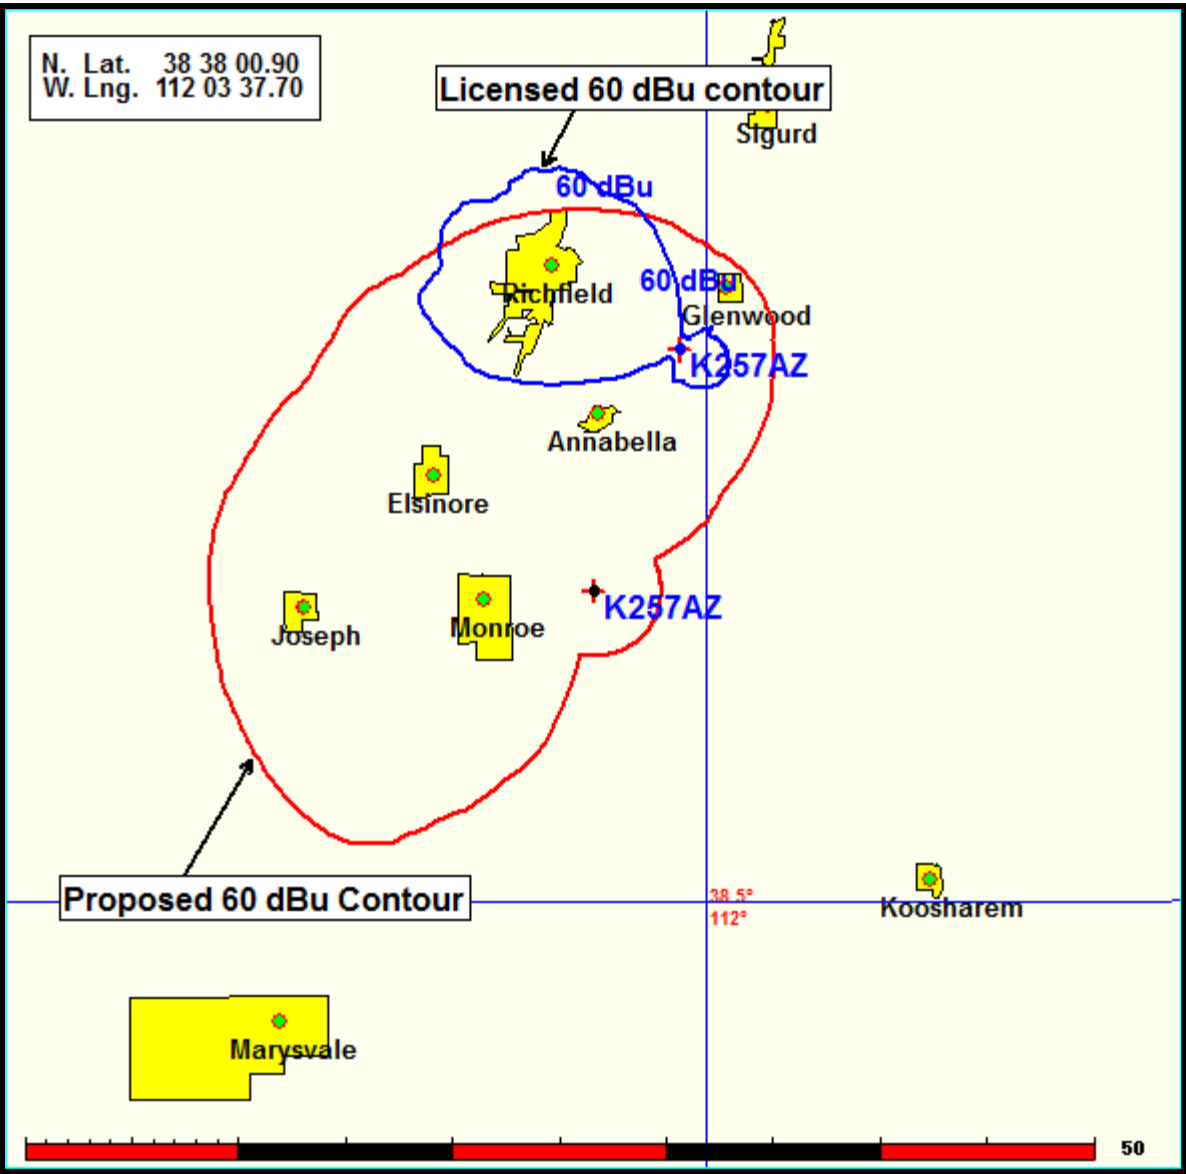 N. Lat. 38 38 00.90
W. Lng. 112 03 37.70
Licensed 60 dBu contour
Sigurd
60 dBu
60 dBu
Richfield
Glenwood
K257AZ
Annabella
Elsinore
K257AZ
Joseph
Monroe
Proposed 60 dBu Contour
38.5°
112°
Koosharem
Marysvale
50